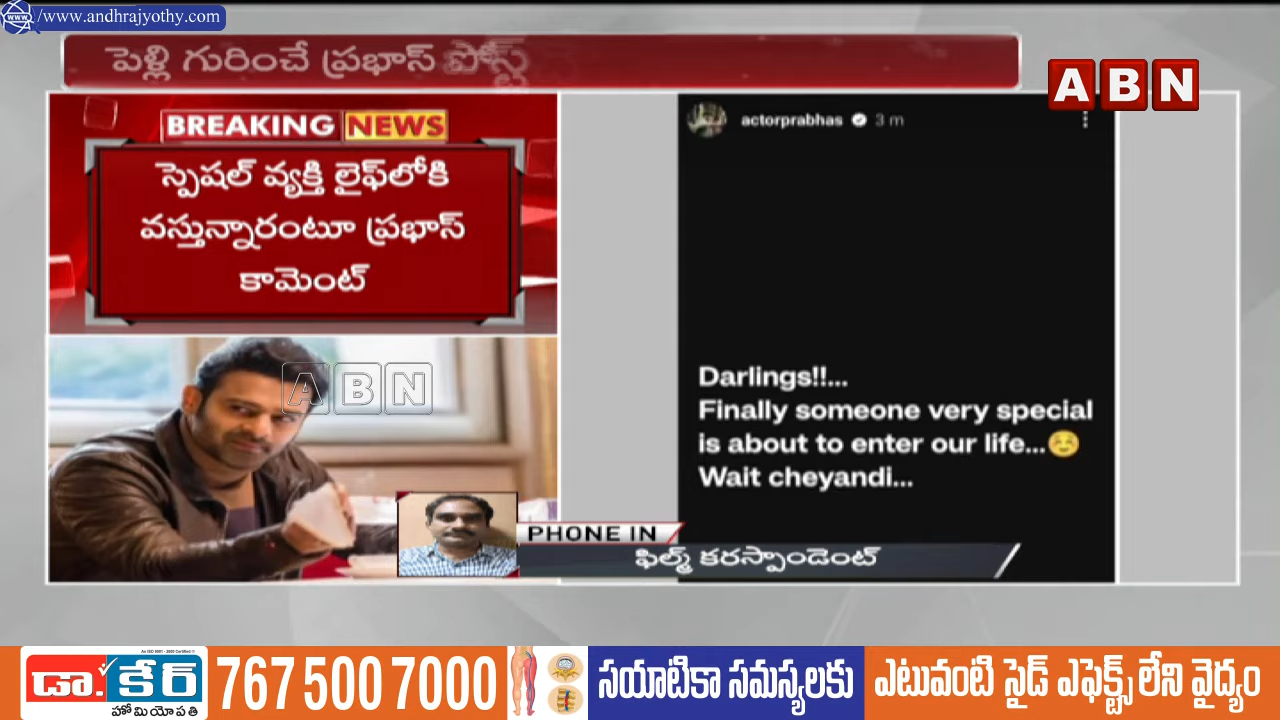 /www.andhrajyothy.com
పెళ్లి గురించే ప్రభాస్ పోస్ట్
ABN
BREAKING NEWS
స్పెషల్ వ్యక్తి లైఫ్‌లోకి
వస్తున్నారంటూ ప్రభాస్
కామెంట్
actorprabhas 3 m
Darlings!!...
Finally someone very special
is about to enter our life...☺️
Wait cheyandi...
ABN
PHONE IN
ఫిల్మ్ కరస్పాండెంట్
డా. కేర్
హోమియోపతి
767 500 7000
సయాటికా సమస్యలకు
ఎటువంటి సైడ్ ఎఫెక్ట్స్ లేని వైద్యం